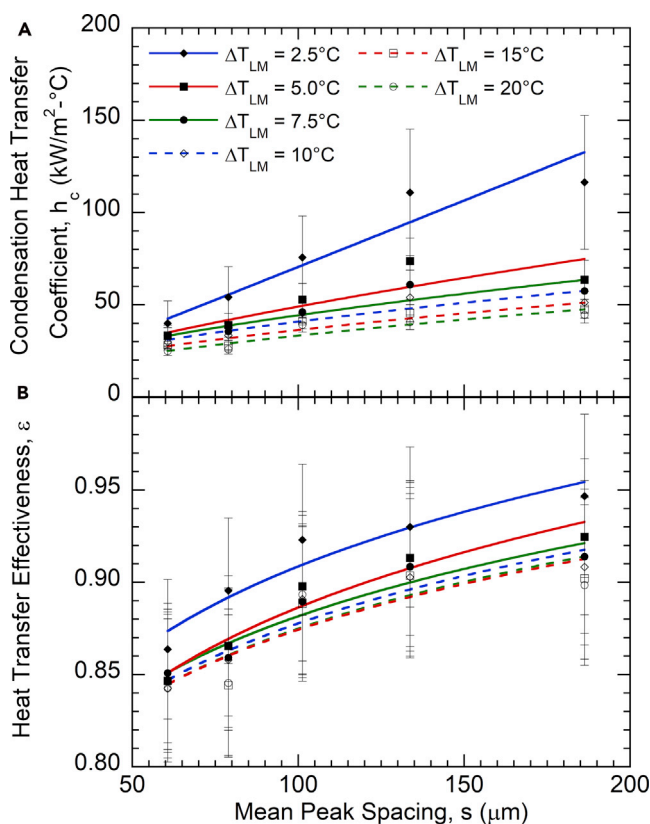 A
ΔT_LM = 2.5°C
ΔT_LM = 15°C
ΔT_LM = 5.0°C
ΔT_LM = 20°C
ΔT_LM = 7.5°C
ΔT_LM = 10°C
200
150
100
50
0
Condensation Heat Transfer
Coefficient, h_c (kW/m²-°C)
B
0.95
0.90
0.85
0.80
Heat Transfer Effectiveness, ε
50
100
150
200
Mean Peak Spacing, s (μm)